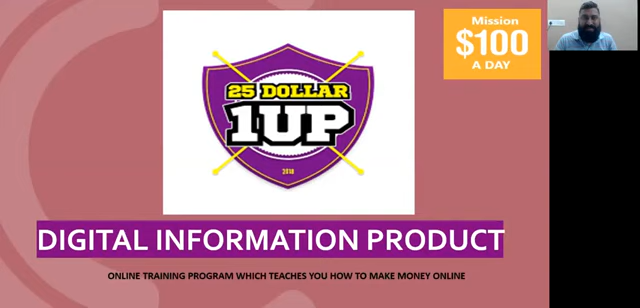 Mission
$100
A DAY
25 DOLLAR
1UP
2018
DIGITAL INFORMATION PRODUCT
ONLINE TRAINING PROGRAM WHICH TEACHES YOU HOW TO MAKE MONEY ONLINE